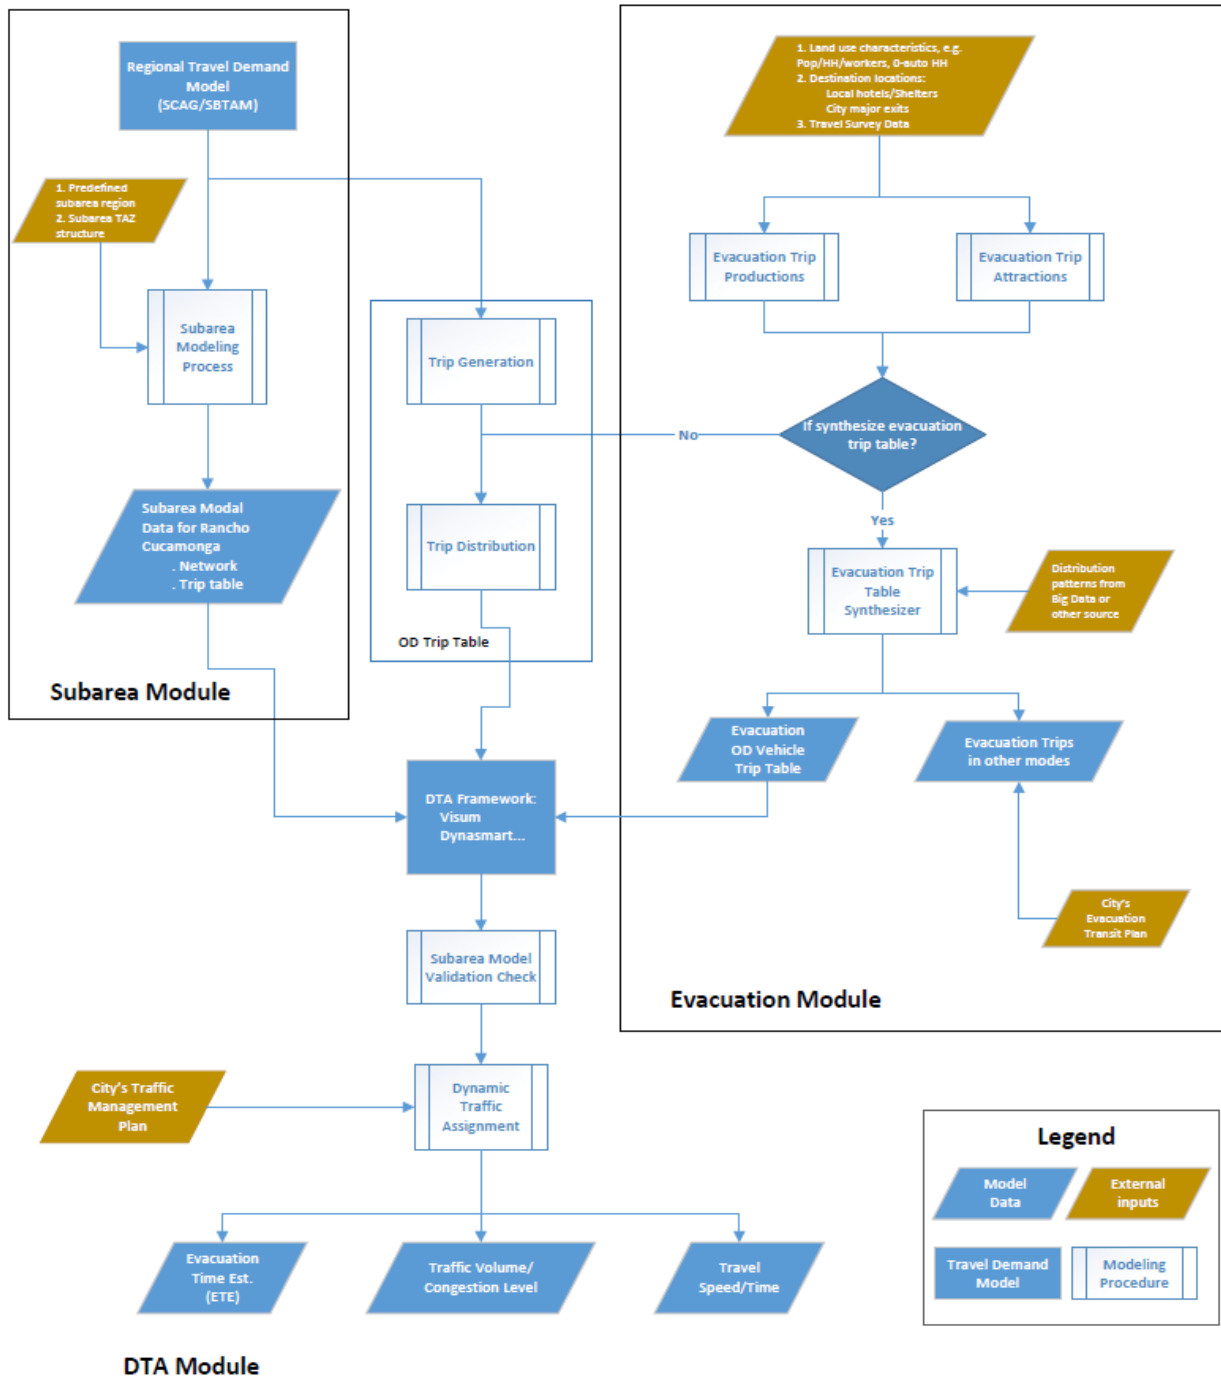 Regional Travel Demand
Model
(SCAG/SBTAM)
1. Predefined
subarea region
2. Subarea TAZ
structure
Subarea
Modeling
Process
Subarea Modal
Data for Rancho
Cucamonga
. Network
. Trip table
Subarea Module
Trip Generation
Trip Distribution
OD Trip Table
1. Land use characteristics, e.g.
Pop/HH/workers, 0-auto HH
2. Destination locations:
Local hotels/Shelters
City major exits
3. Travel Survey Data
Evacuation Trip
Productions
Evacuation Trip
Attractions
If synthesize evacuation
trip table?
No
Yes
Evacuation Trip
Table
Synthesizer
Distribution
patterns from
Big Data or
other source
Evacuation
OD Vehicle
Trip Table
Evacuation Trips
in other modes
City's
Evacuation
Transit Plan
Evacuation Module
DTA Framework:
Visum
Dynasmart...
Subarea Model
Validation Check
City's Traffic
Management
Plan
Dynamic
Traffic
Assignment
Evacuation
Time Est.
(ETE)
Traffic Volume/
Congestion Level
Travel
Speed/Time
DTA Module
Legend
Model
Data
External
inputs
Travel Demand
Model
Modeling
Procedure